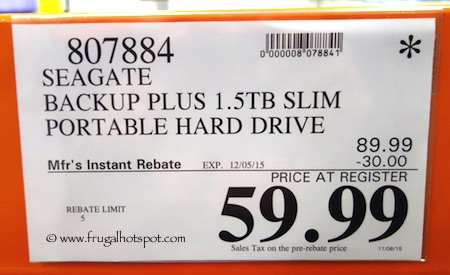 807884
0000008078841
*
SEAGATE
BACKUP PLUS 1.5TB SLIM
PORTABLE HARD DRIVE
89.99
Mfr's Instant Rebate EXP. 12/05/15 -30.00
PRICE AT REGISTER
59.99
REBATE LIMIT
5
© www.frugalhotspot.com
Sales Tax on the pre-rebate price
11/06/15